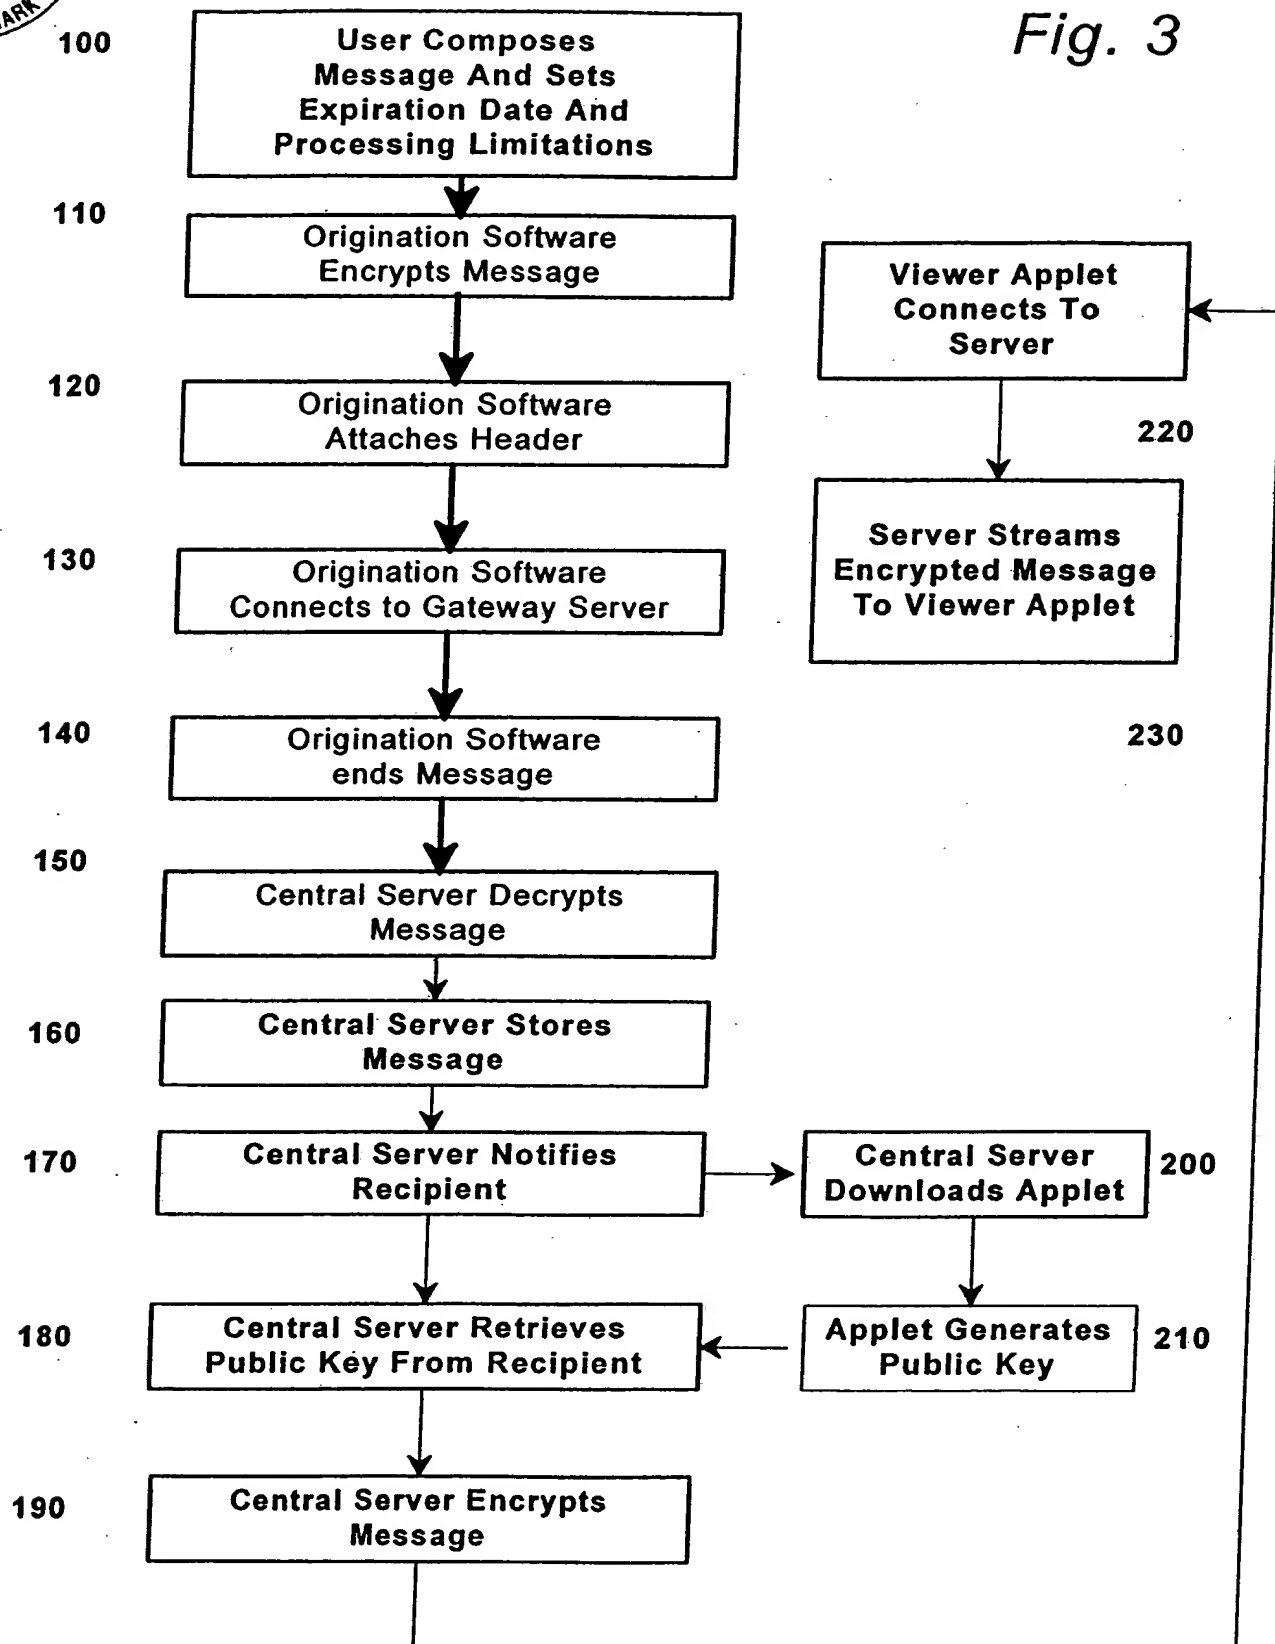 ARK
Fig. 3
100
User Composes
Message And Sets
Expiration Date And
Processing Limitations
110
Origination Software
Encrypts Message
120
Origination Software
Attaches Header
130
Origination Software
Connects to Gateway Server
140
Origination Software
ends Message
150
Central Server Decrypts
Message
160
Central Server Stores
Message
170
Central Server Notifies
Recipient
180
Central Server Retrieves
Public Key From Recipient
190
Central Server Encrypts
Message
Viewer Applet
Connects To
Server
220
Server Streams
Encrypted Message
To Viewer Applet
230
Central Server
Downloads Applet
200
Applet Generates
Public Key
210